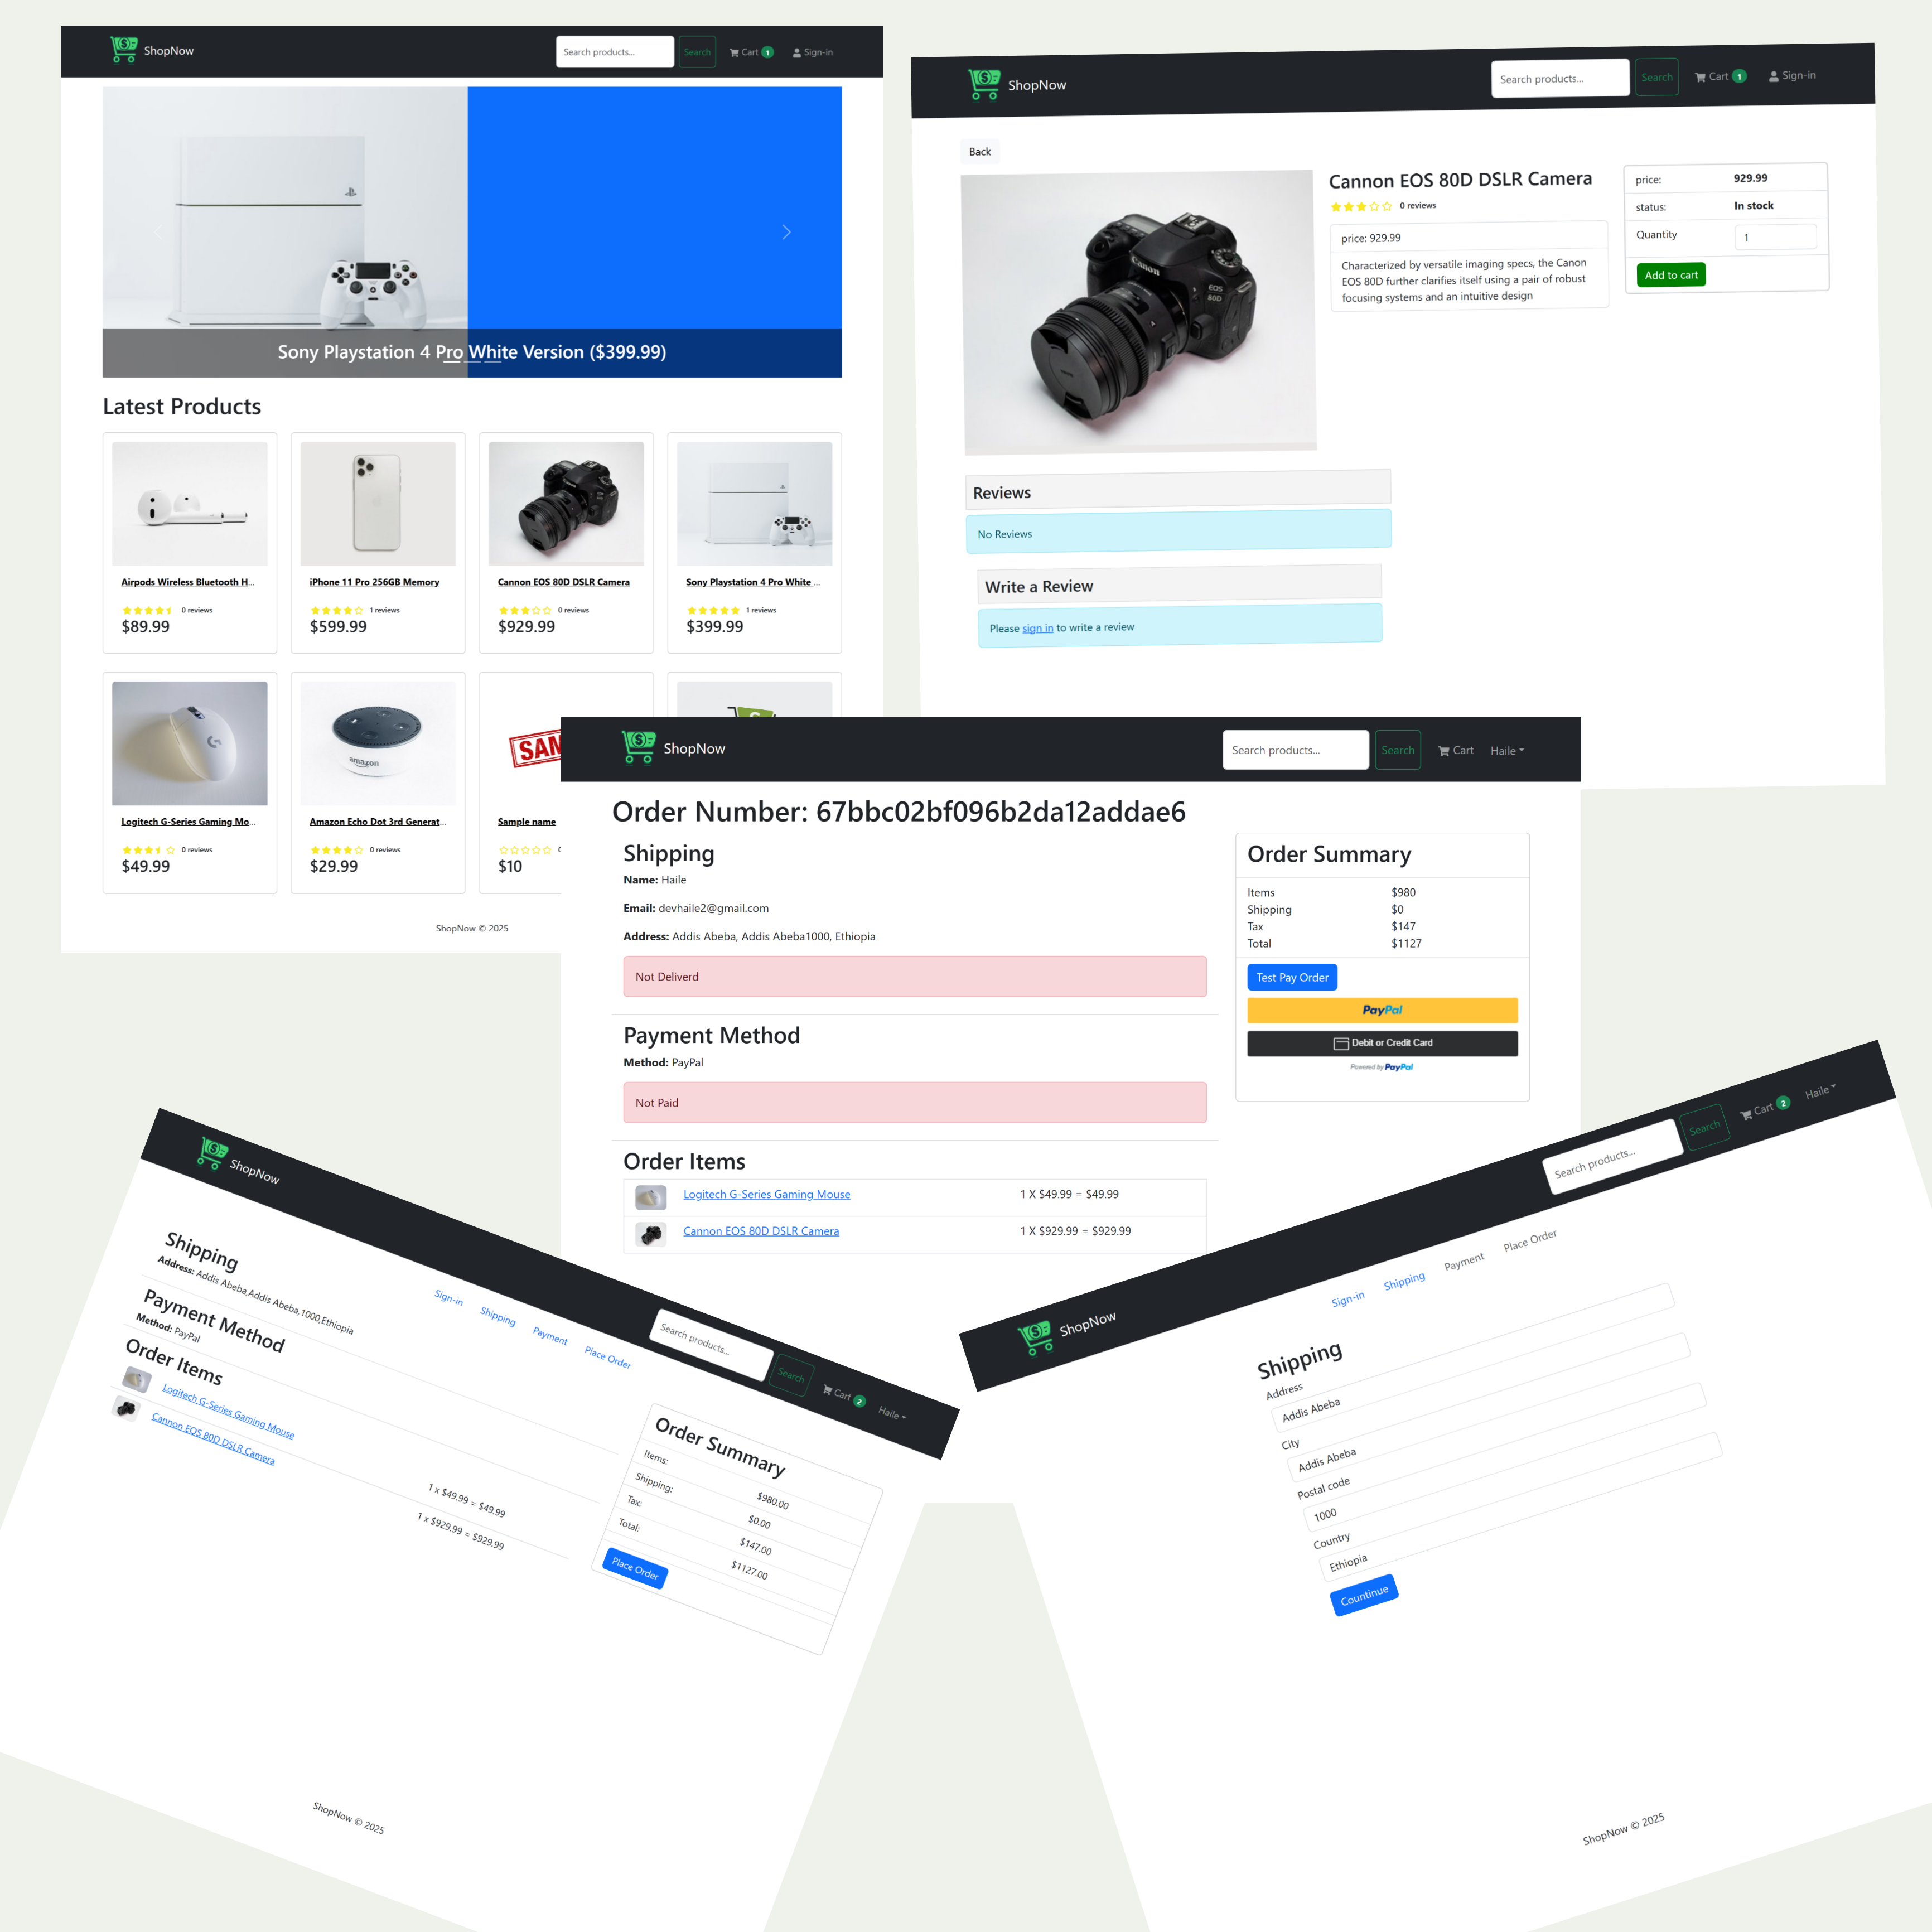 ShopNow
Search products...
Search
Cart 1
Sign-in
Sony Playstation 4 Pro White Version ($399.99)
Latest Products
Airpods Wireless Bluetooth H...
0 reviews
$89.99
iPhone 11 Pro 256GB Memory
1 reviews
$599.99
Cannon EOS 80D DSLR Camera
0 reviews
$929.99
Sony Playstation 4 Pro White ...
1 reviews
$399.99
Logitech G-Series Gaming Mo...
0 reviews
$49.99
amazon
Amazon Echo Dot 3rd Generat...
0 reviews
$29.99
SAM
Sample name
$10
ShopNow © 2025
ShopNow
Search products...
Search
Cart 1
Sign-in
Back
Canon
EOS
80D
Cannon EOS 80D DSLR Camera
0 reviews
price: 929.99
Characterized by versatile imaging specs, the Canon
EOS 80D further clarifies itself using a pair of robust
focusing systems and an intuitive design
price: 929.99
status: In stock
Quantity 1
Add to cart
Reviews
No Reviews
Write a Review
Please sign in to write a review
ShopNow
Search products...
Search
Cart
Haile
Order Number: 67bbc02bf096b2da12addae6
Shipping
Name: Haile
Email: devhaile2@gmail.com
Address: Addis Abeba, Addis Abeba1000, Ethiopia
Not Deliverd
Payment Method
Method: PayPal
Not Paid
Order Items
Logitech G-Series Gaming Mouse 1 X $49.99 = $49.99
Cannon EOS 80D DSLR Camera 1 X $929.99 = $929.99
Order Summary
Items $980
Shipping $0
Tax $147
Total $1127
Test Pay Order
PayPal
Debit or Credit Card
Powered by PayPal
ShopNow
Search products...
Search
Cart 2
Haile
Sign-in
Shipping
Payment
Place Order
Shipping
Address: Addis Abeba,Addis Abeba,1000,Ethiopia
Payment Method
Method: PayPal
Order Items
Logitech G-Series Gaming Mouse
1 x $49.99 = $49.99
Cannon EOS 80D DSLR Camera
1 x $929.99 = $929.99
Order Summary
Items: $980.00
Shipping: $0.00
Tax: $147.00
Total: $1127.00
Place Order
ShopNow © 2025
ShopNow
Search products...
Search
Cart 2
Haile
Sign-in
Shipping
Payment
Place Order
Shipping
Address
Addis Abeba
City
Addis Abeba
Postal code
1000
Country
Ethiopia
Countinue
ShopNow © 2025